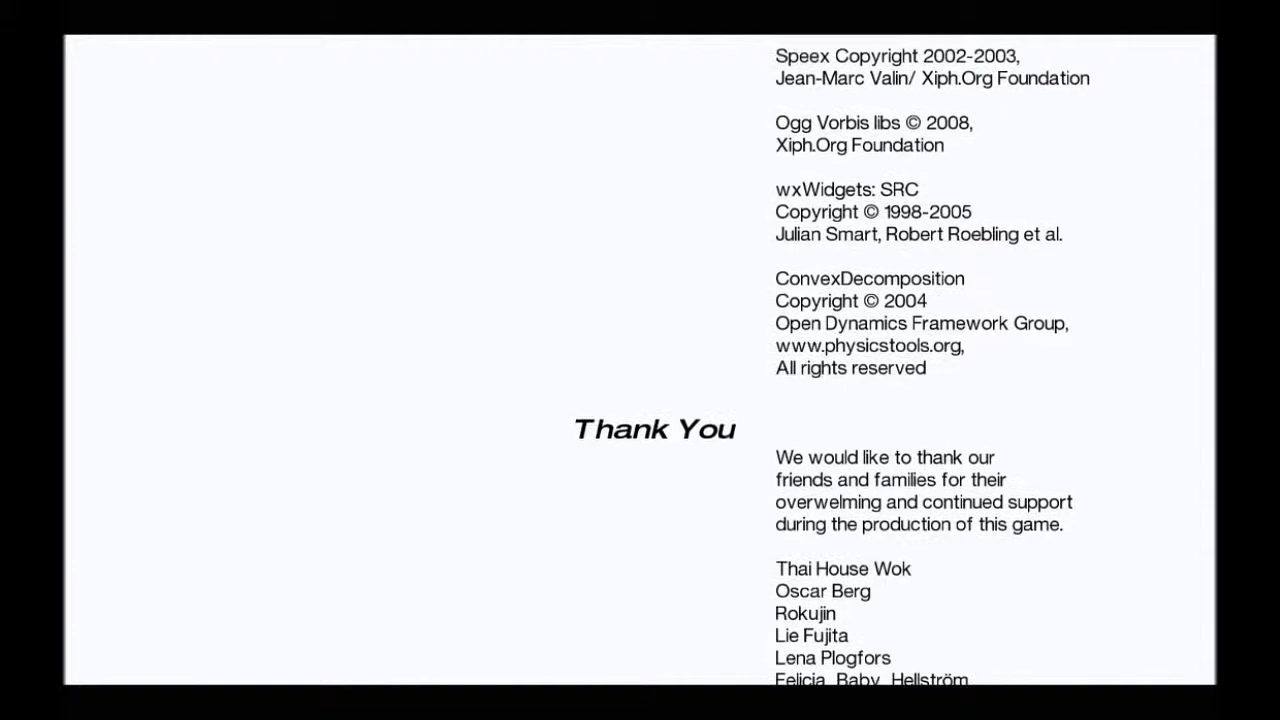 Speex Copyright 2002-2003,
Jean-Marc Valin/ Xiph.Org Foundation
Ogg Vorbis libs © 2008,
Xiph.Org Foundation
wxWidgets: SRC
Copyright © 1998-2005
Julian Smart, Robert Roebling et al.
ConvexDecomposition
Copyright © 2004
Open Dynamics Framework Group,
www.physicstools.org,
All rights reserved
Thank You
We would like to thank our
friends and families for their
overwelming and continued support
during the production of this game.
Thai House Wok
Oscar Berg
Rokujin
Lie Fujita
Lena Plogfors
Felicia Baby Hellström